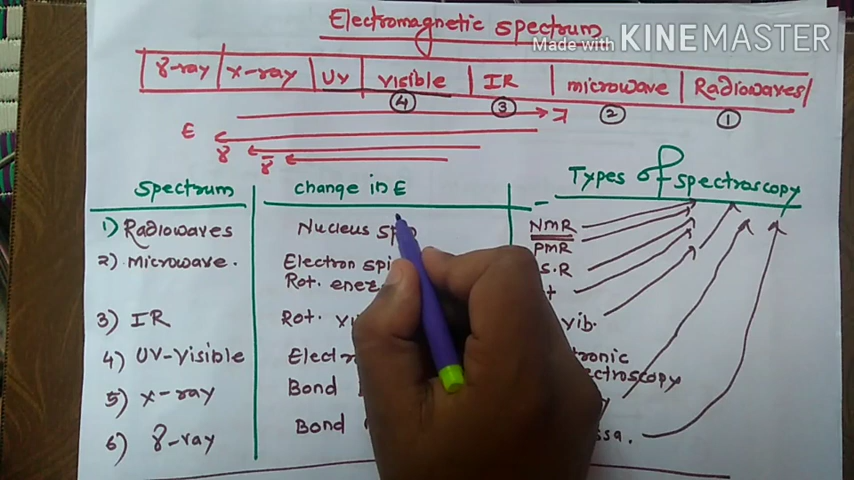 Electromagnetic spectrum
Made with KINEMASTER
γ-ray x-ray UV visible IR microwave Radiowaves
4 3 2 1
E λ
γ
γ̅
Spectrum change in E Types of spectroscopy
1) Radiowaves Nucleus NMR
PMR
2) Microwave. Electron S.R
Rot.
3) IR Rot. vib.
4) UV-Visible
5) x-ray Bond
6) γ-ray Bond